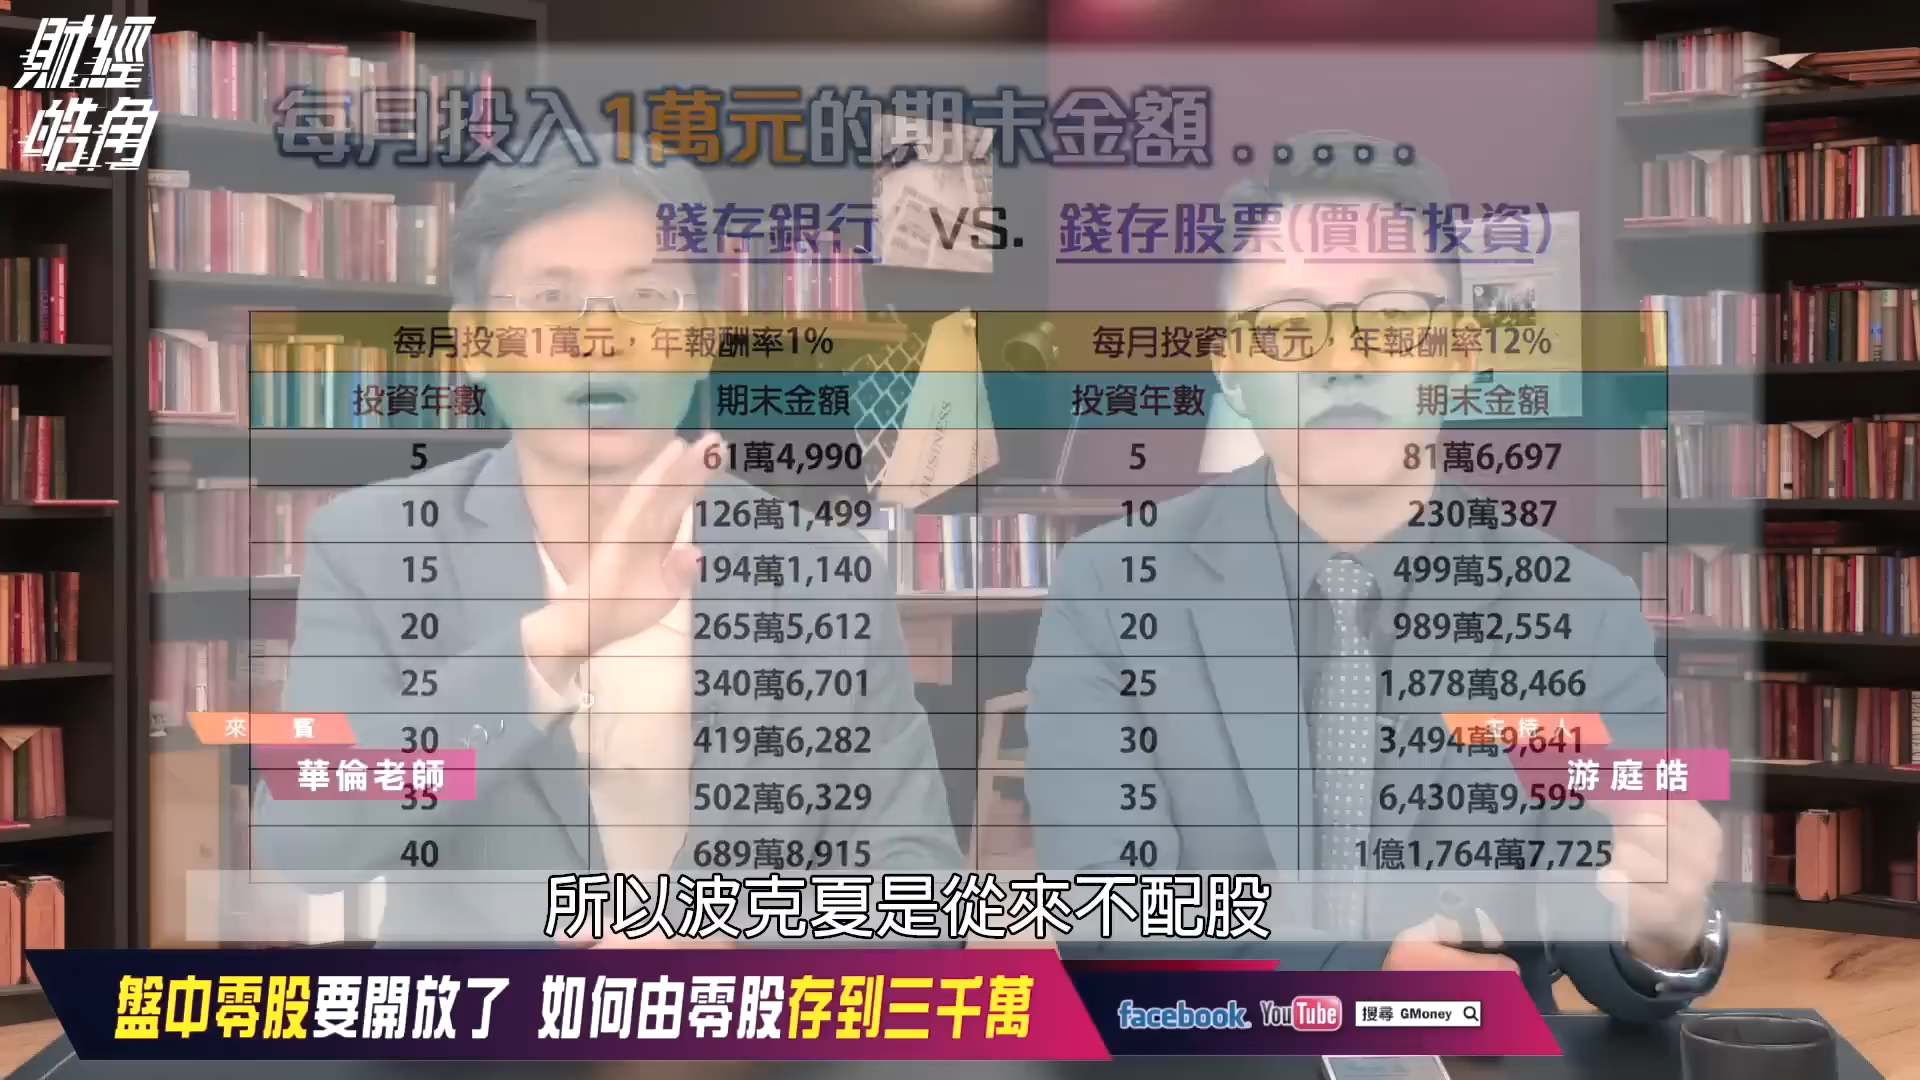 財經
皓角
每月投入1萬元的期末金額.....
錢存銀行 VS. 錢存股票(價值投資)
每月投資1萬元，年報酬率1% 每月投資1萬元，年報酬率12%
投資年數 期末金額 投資年數 期末金額
5 61萬4,990 5 81萬6,697
10 126萬1,499 10 230萬387
15 194萬1,140 15 499萬5,802
20 265萬5,612 20 989萬2,554
25 340萬6,701 25 1,878萬8,466
30 419萬6,282 30 3,494萬9,641
35 502萬6,329 35 6,430萬9,595
40 689萬8,915 40 1億1,764萬7,725
BUSINESS
來賓
華倫老師
主持人
游庭皓
所以波克夏是從來不配股
盤中零股要開放了 如何由零股存到三千萬
facebook. YouTube 搜尋 GMoney